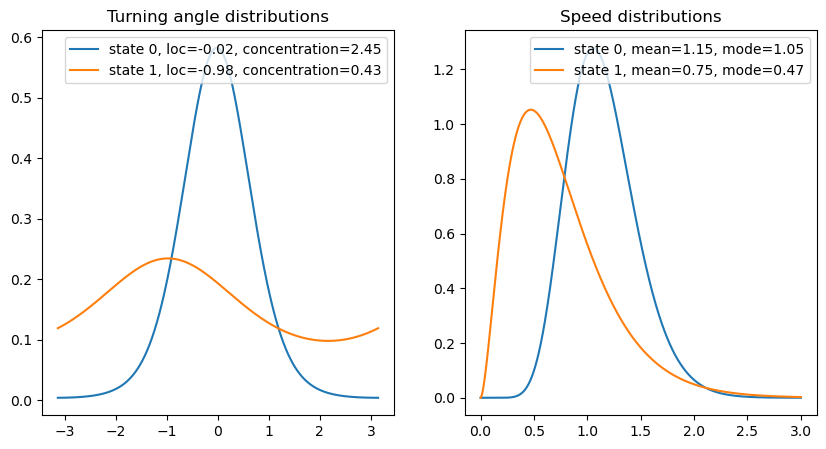 Turning angle distributions
0.6
0.5
0.4
0.3
0.2
0.1
0.0
state 0, loc=-0.02, concentration=2.45
state 1, loc=-0.98, concentration=0.43
−3 −2 −1 0 1 2 3
Speed distributions
1.2
1.0
0.8
0.6
0.4
0.2
0.0
state 0, mean=1.15, mode=1.05
state 1, mean=0.75, mode=0.47
0.0 0.5 1.0 1.5 2.0 2.5 3.0